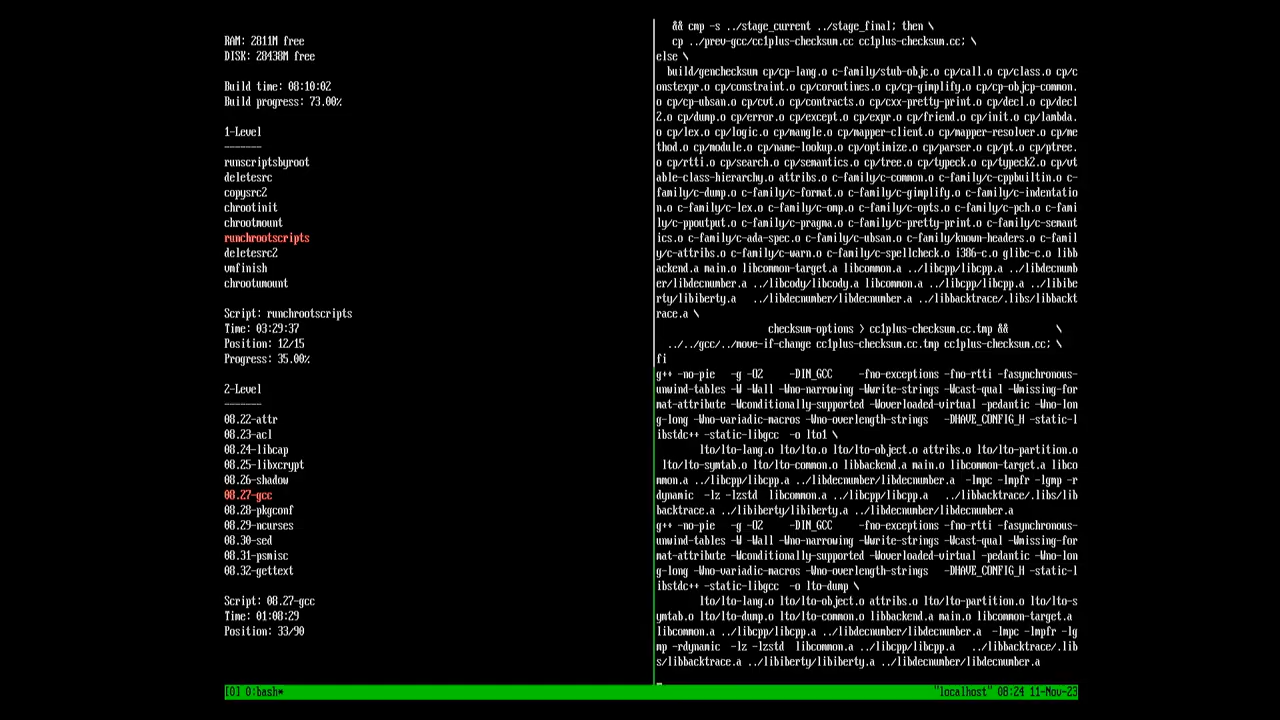 RAM: 2811M free
DISK: 28438M free
Build time: 08:10:02
Build progress: 73.00%
1-Level
-------
runscriptsbyroot
deletesrc
copysrc2
chrootinit
chrootmount
runchrootscripts
deletesrc2
vmfinish
chrootumount
Script: runchrootscripts
Time: 03:29:37
Position: 12/15
Progress: 35.00%
2-Level
-------
08.22-attr
08.23-acl
08.24-libcap
08.25-libxcrypt
08.26-shadow
08.27-gcc
08.28-pkgconf
08.29-ncurses
08.30-sed
08.31-psmisc
08.32-gettext
Script: 08.27-gcc
Time: 01:08:29
Position: 33/90
&& cmp -s ../stage_current ../stage_final; then \
cp ../prev-gcc/cc1plus-checksum.cc cc1plus-checksum.cc; \
else \
build/genchecksum cp/cp-lang.o c-family/stub-objc.o cp/call.o cp/class.o cp/c
onstexpr.o cp/constraint.o cp/coroutines.o cp/cp-gimplify.o cp/cp-objcp-common.
o cp/cp-ubsan.o cp/cvt.o cp/contracts.o cp/cxx-pretty-print.o cp/decl.o cp/decl
2.o cp/dump.o cp/error.o cp/except.o cp/expr.o cp/friend.o cp/init.o cp/lambda.
o cp/lex.o cp/logic.o cp/mangle.o cp/mapper-client.o cp/mapper-resolver.o cp/me
thod.o cp/module.o cp/name-lookup.o cp/optimize.o cp/parser.o cp/pt.o cp/ptree.
o cp/rtti.o cp/search.o cp/semantics.o cp/tree.o cp/typeck.o cp/typeck2.o cp/vt
able-class-hierarchy.o attribs.o c-family/c-common.o c-family/c-cppbuiltin.o c-
family/c-dump.o c-family/c-format.o c-family/c-gimplify.o c-family/c-indentatio
n.o c-family/c-lex.o c-family/c-omp.o c-family/c-opts.o c-family/c-pch.o c-fami
ly/c-ppoutput.o c-family/c-pragma.o c-family/c-pretty-print.o c-family/c-semant
ics.o c-family/c-ada-spec.o c-family/c-ubsan.o c-family/known-headers.o c-famil
y/c-attribs.o c-family/c-warn.o c-family/c-spellcheck.o i386-c.o glibc-c.o libb
ackend.a main.o libcommon-target.a libcommon.a ../libcpp/libcpp.a ../libdecnumb
er/libdecnumber.a ../libcody/libcody.a libcommon.a ../libcpp/libcpp.a ../libibe
rty/libiberty.a ../libdecnumber/libdecnumber.a ../libbacktrace/.libs/libbackt
race.a \
checksum-options > cc1plus-checksum.cc.tmp && \
../../gcc/../move-if-change cc1plus-checksum.cc.tmp cc1plus-checksum.cc; \
fi
g++ -no-pie -g -O2 -DIN_GCC -fno-exceptions -fno-rtti -fasynchronous-
unwind-tables -W -Wall -Wno-narrowing -Wwrite-strings -Wcast-qual -Wmissing-for
mat-attribute -Wconditionally-supported -Woverloaded-virtual -pedantic -Wno-lon
g-long -Wno-variadic-macros -Wno-overlength-strings -DHAVE_CONFIG_H -static-l
ibstdc++ -static-libgcc -o lto1 \
lto/lto-lang.o lto/lto.o lto/lto-object.o attribs.o lto/lto-partition.o
lto/lto-symtab.o lto/lto-common.o libbackend.a main.o libcommon-target.a libco
mmon.a ../libcpp/libcpp.a ../libdecnumber/libdecnumber.a -lmpc -lmpfr -lgmp -r
dynamic -lz -lzstd libcommon.a ../libcpp/libcpp.a ../libbacktrace/.libs/lib
backtrace.a ../libiberty/libiberty.a ../libdecnumber/libdecnumber.a
g++ -no-pie -g -O2 -DIN_GCC -fno-exceptions -fno-rtti -fasynchronous-
unwind-tables -W -Wall -Wno-narrowing -Wwrite-strings -Wcast-qual -Wmissing-for
mat-attribute -Wconditionally-supported -Woverloaded-virtual -pedantic -Wno-lon
g-long -Wno-variadic-macros -Wno-overlength-strings -DHAVE_CONFIG_H -static-l
ibstdc++ -static-libgcc -o lto-dump \
lto/lto-lang.o lto/lto-object.o attribs.o lto/lto-partition.o lto/lto-s
ymtab.o lto/lto-dump.o lto/lto-common.o libbackend.a main.o libcommon-target.a
libcommon.a ../libcpp/libcpp.a ../libdecnumber/libdecnumber.a -lmpc -lmpfr -lg
mp -rdynamic -lz -lzstd libcommon.a ../libcpp/libcpp.a ../libbacktrace/.lib
s/libbacktrace.a ../libiberty/libiberty.a ../libdecnumber/libdecnumber.a
[0] 0:bash* "localhost" 08:24 11-Nov-23